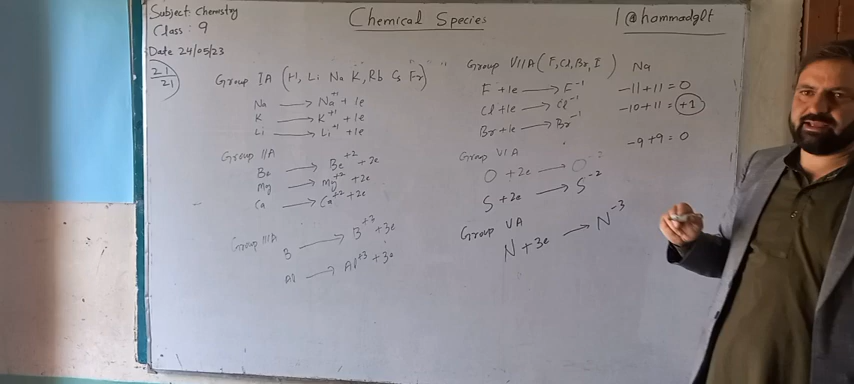 Subject: Chemistry
Class: 9
Date 24/05/23
21
21
Chemical Species
1@hammadglt
Group IA (H, Li Na K, Rb Cs Fr)
Na → Na+1 + 1e
K → K+1 + 1e
Li → Li+1 + 1e
Group IIA
Be → Be+2 + 2e
Mg → Mg+2 + 2e
Ca → Ca+2 + 2e
Group IIIA
B → B+3 + 3e
Al → Al+3 + 3e
Group VIIA (F, Cl, Br, I)
F + 1e → F-1
Cl + 1e → Cl-1
Br + 1e → Br-1
Group VIA
O + 2e → O
S + 2e → S-2
Group VA
N + 3e → N-3
Na
-11 + 11 = 0
-10 + 11 = +1
-9 + 9 = 0